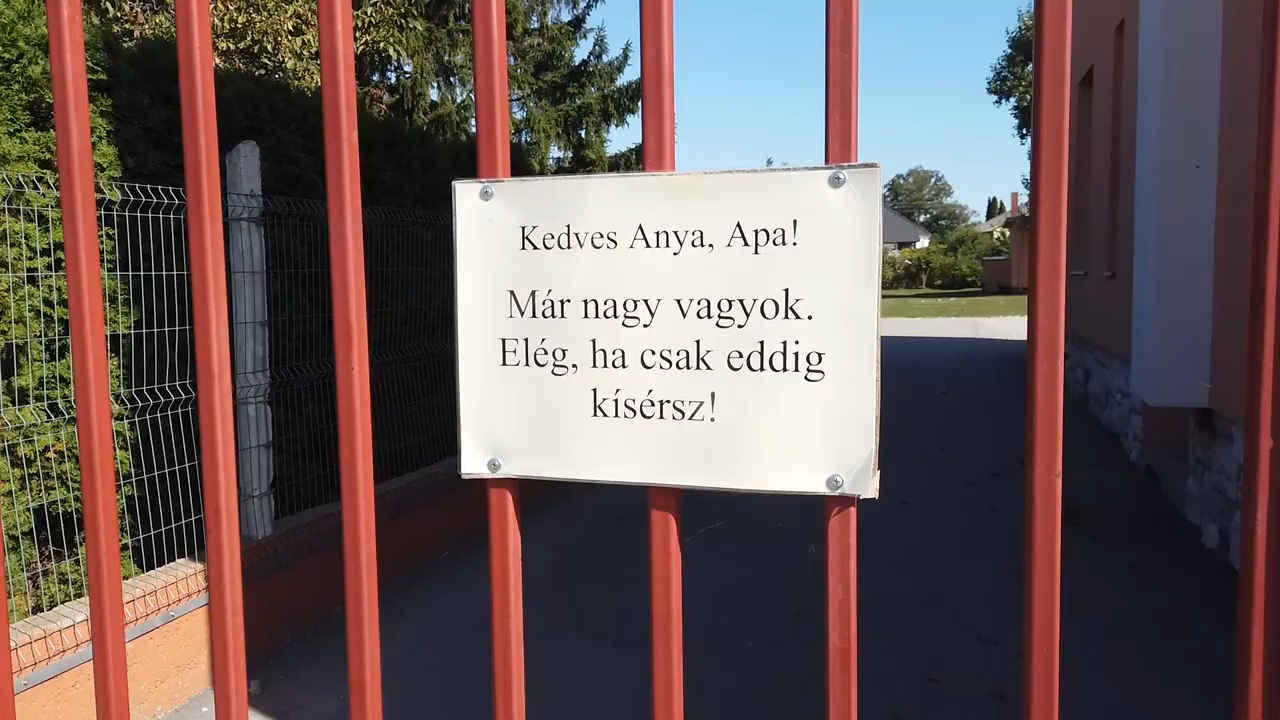 Kedves Anya, Apa!
Már nagy vagyok.
Elég, ha csak eddig
kísérsz!